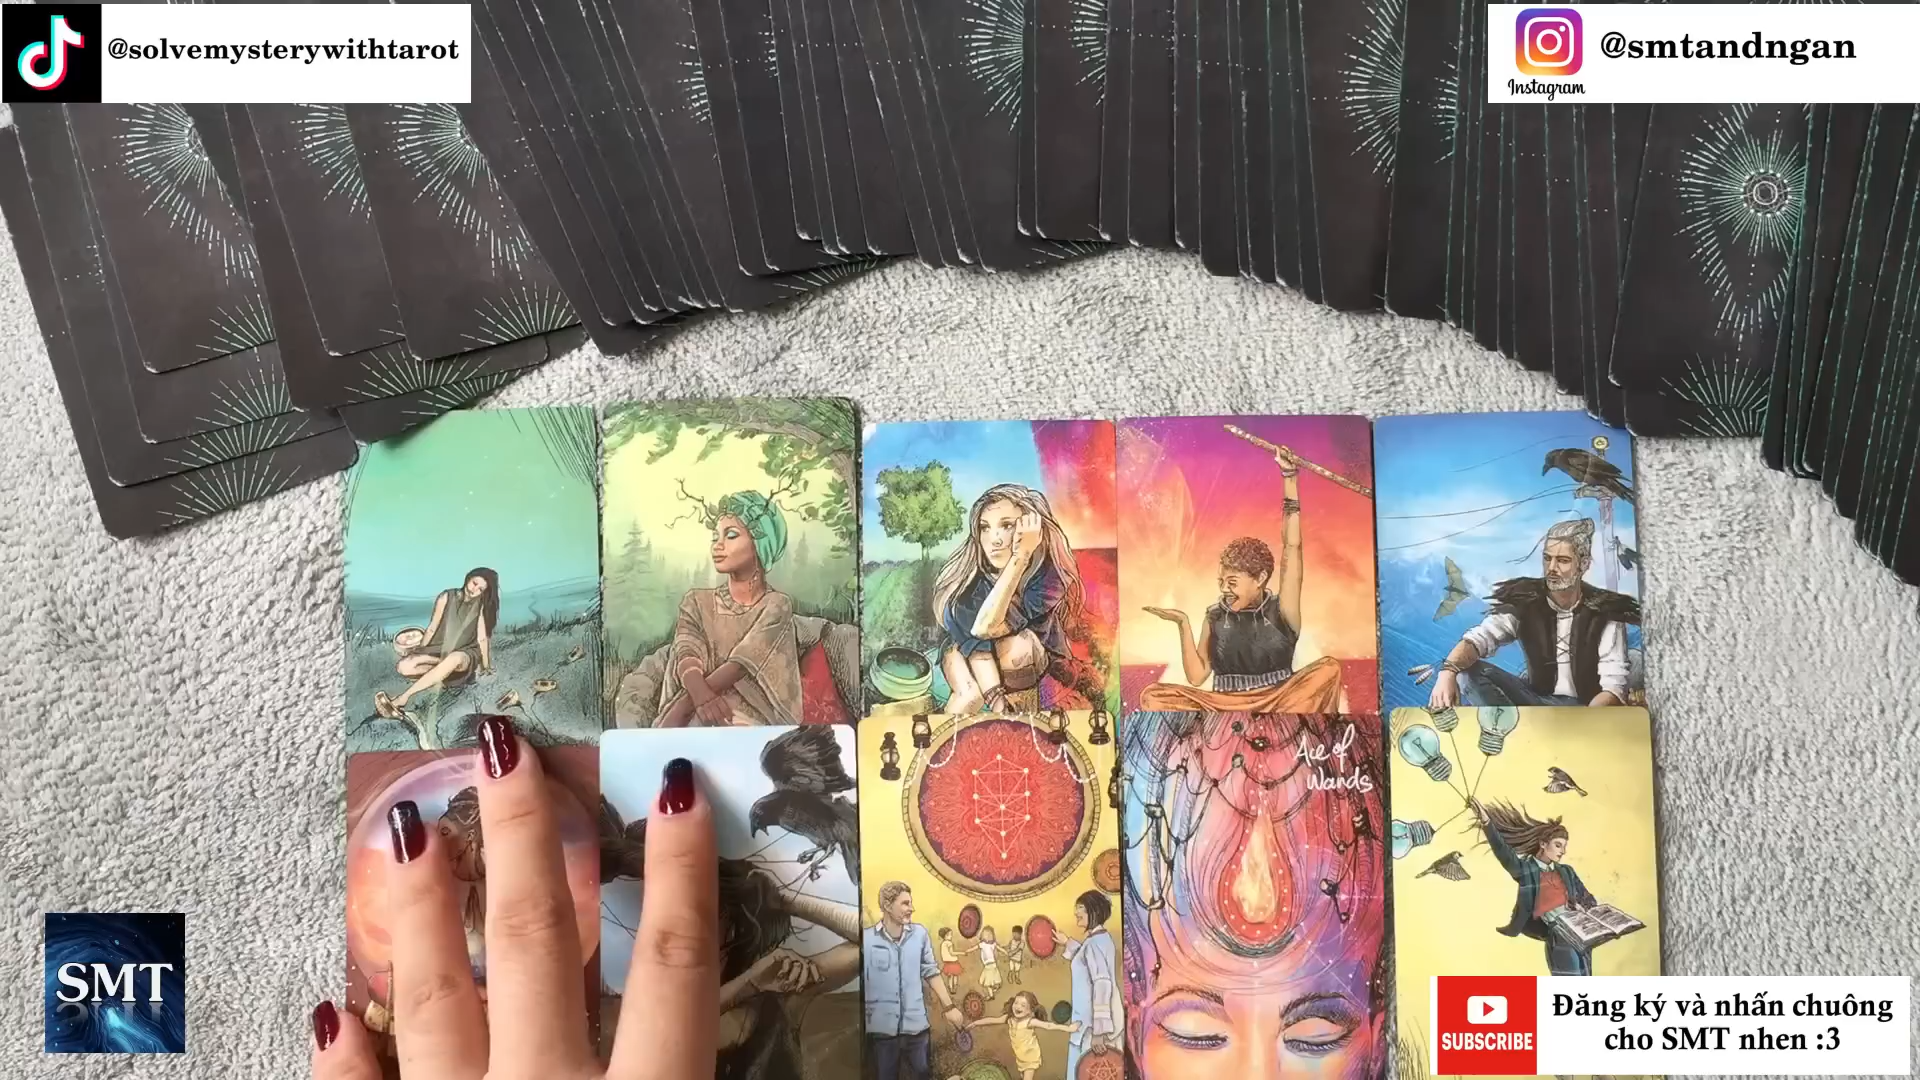 @solvemysterywithtarot
@smtandngan
Instagram
Ace of
Wands
SMT
SUBSCRIBE
Đăng ký và nhấn chuông
cho SMT nhen :3